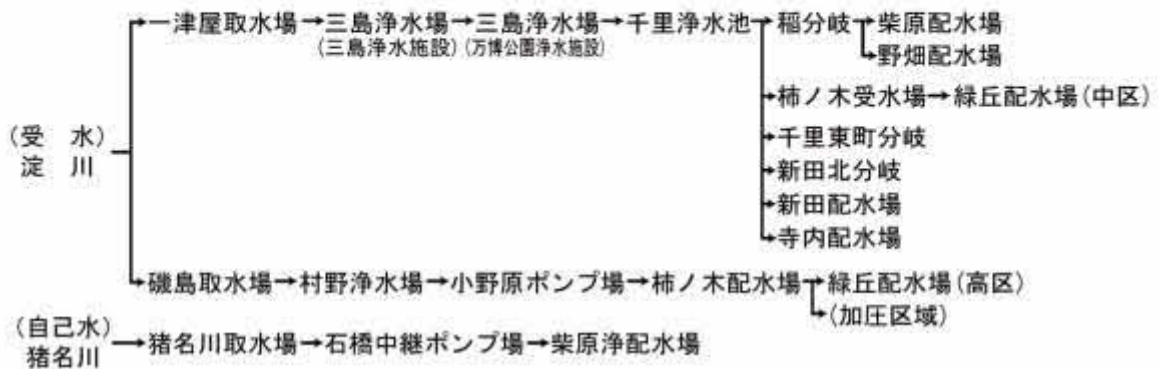 一津屋取水場→三島浄水場→三島浄水場→千里浄水池→稲分岐→柴原配水場
(三島浄水施設)(万博公園浄水施設)
→野畑配水場
→柿ノ木受水場→緑丘配水場(中区)
(受 水)
淀 川
→千里東町分岐
→新田北分岐
→新田配水場
→寺内配水場
磯島取水場→村野浄水場→小野原ポンプ場→柿ノ木配水場→緑丘配水場(高区)
→(加圧区域)
(自己水)
猪名川→猪名川取水場→石橋中継ポンプ場→柴原浄配水場